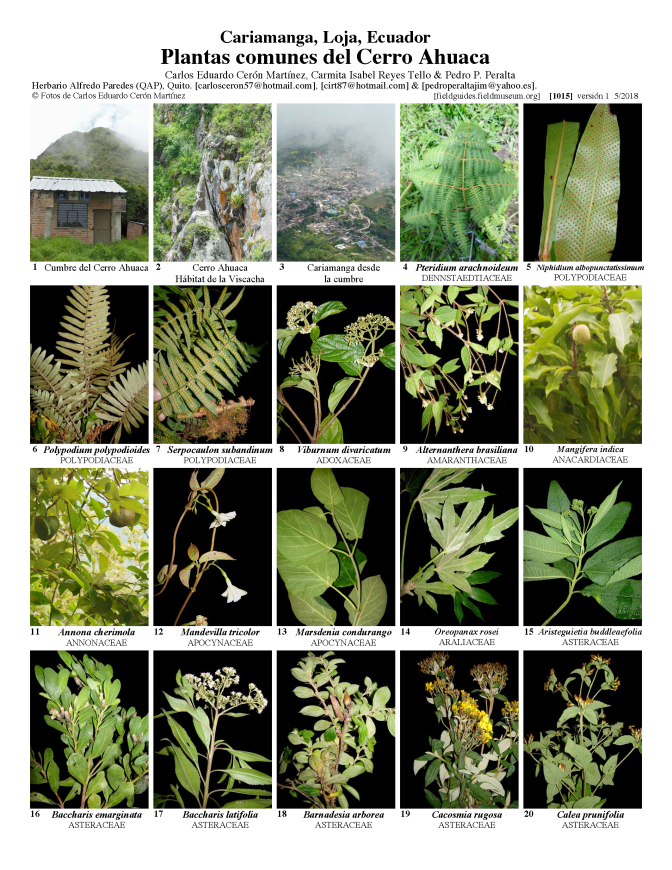 Cariamanga, Loja, Ecuador
Plantas comunes del Cerro Ahuaca
Carlos Eduardo Cerón Martínez, Carmita Isabel Reyes Tello & Pedro P. Peralta
Herbario Alfredo Paredes (QAP), Quito. [carlosceron57@hotmail.com], [cirt87@hotmail.com] & [pedroperaltajim@yahoo.es].
© Fotos de Carlos Eduardo Cerón Martínez [fieldguides.fieldmuseum.org] [1015] versión 1 5/2018
1 Cumbre del Cerro Ahuaca
2 Cerro Ahuaca
Hábitat de la Viscacha
3 Cariamanga desde
la cumbre
4 Pteridium arachnoideum
DENNSTAEDTIACEAE
5 Niphidium albopunctatissimum
POLYPODIACEAE
6 Polypodium polypodioides
POLYPODIACEAE
7 Serpocaulon subandinum
POLYPODIACEAE
8 Viburnum divaricatum
ADOXACEAE
9 Alternanthera brasiliana
AMARANTHACEAE
10 Mangifera indica
ANACARDIACEAE
11 Annona cherimola
ANNONACEAE
12 Mandevilla tricolor
APOCYNACEAE
13 Marsdenia condurango
APOCYNACEAE
14 Oreopanax rosei
ARALIACEAE
15 Aristeguietia buddleaefolia
ASTERACEAE
16 Baccharis emarginata
ASTERACEAE
17 Baccharis latifolia
ASTERACEAE
18 Barnadesia arborea
ASTERACEAE
19 Cacosmia rugosa
ASTERACEAE
20 Calea prunifolia
ASTERACEAE